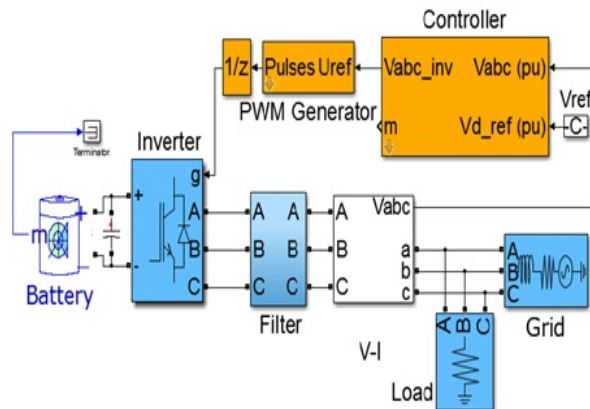 Controller
1/z
Pulses Uref
Vabc_inv
Vabc (pu)
PWM Generator
Vref
m
Vd_ref (pu)
C-
Terminator
Inverter
g
+
A
A
A
A
Vabc
m
+
B
B
B
B
a
A
b
B
-
-
c
C
C
C
C
C
Battery
Filter
A
B
C
Grid
V-I
Load